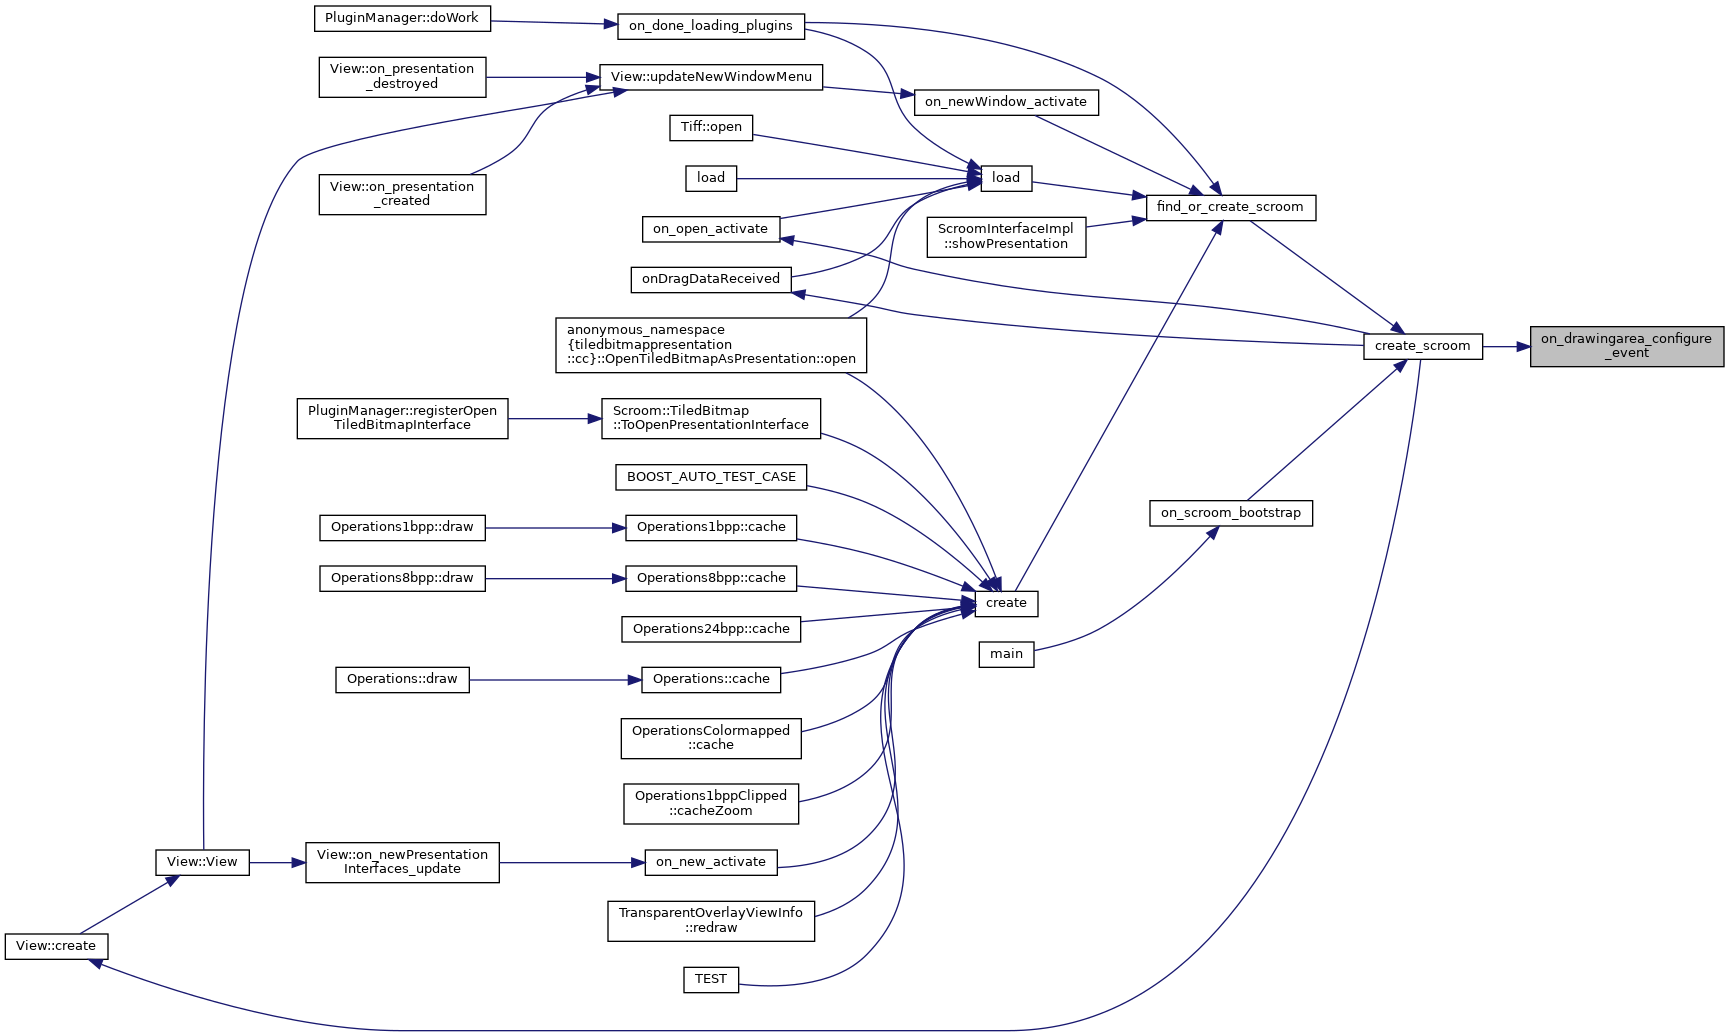 PluginManager::doWork
on_done_loading_plugins
View::on_presentation
_destroyed
View::updateNewWindowMenu
on_newWindow_activate
Tiff::open
load
load
View::on_presentation
_created
find_or_create_scroom
on_open_activate
ScroomInterfaceImpl
::showPresentation
onDragDataReceived
anonymous_namespace
{tiledbitmappresentation
::cc}::OpenTiledBitmapAsPresentation::open
create_scroom
on_drawingarea_configure
_event
PluginManager::registerOpen
TiledBitmapInterface
Scroom::TiledBitmap
::ToOpenPresentationInterface
BOOST_AUTO_TEST_CASE
on_scroom_bootstrap
Operations1bpp::draw
Operations1bpp::cache
Operations8bpp::draw
Operations8bpp::cache
create
Operations24bpp::cache
main
Operations::draw
Operations::cache
OperationsColormapped
::cache
Operations1bppClipped
::cacheZoom
View::View
View::on_newPresentation
Interfaces_update
on_new_activate
TransparentOverlayViewInfo
::redraw
View::create
TEST